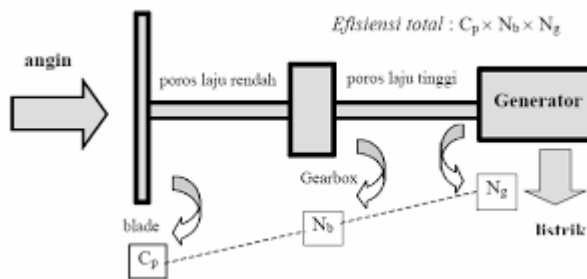 Efisiensi total : Cp × Nb × Ng
angin
poros laju rendah
poros laju tinggi
Generator
Gearbox
blade
Cp
Nb
Ng
listrik